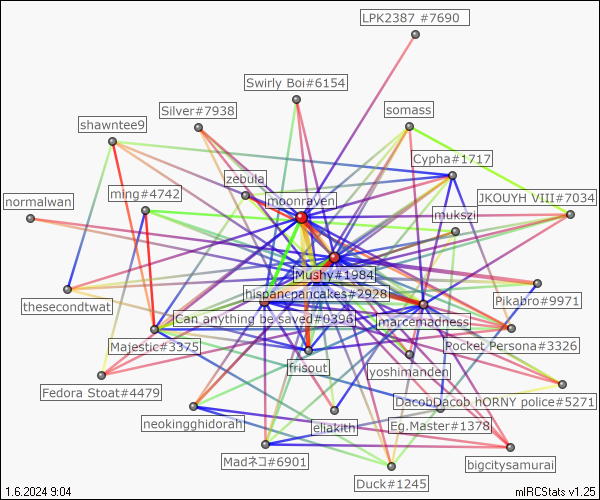 LPK2387 #7690
Swirly Boi#6154
Silver#7938
somass
shawntee9
Cypha#1717
zebula
ming#4742
JKOUYH VIII#7034
normalwan
moonraven
mukszi
Mushy#1984
hispancpancakes#2928
Pikabro#9971
thesecondtwat
Can anything be saved#0396
marcemadness
Majestic#3375
Rocket Persona#3326
frisout
yoshimanden
Fedora Stoat#4479
DacobDacob hORNY police#5271
neokingghidorah
eliakith
Eg.Master#1378
Madネコ#6901
bigcitysamurai
Duck#1245
1.6.2024 9:04
mIRCStats v1.25